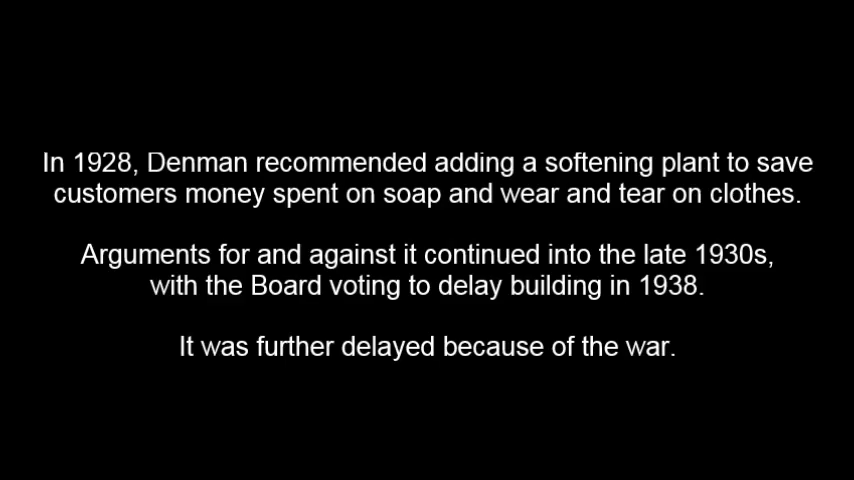 In 1928, Denman recommended adding a softening plant to save
customers money spent on soap and wear and tear on clothes.
Arguments for and against it continued into the late 1930s,
with the Board voting to delay building in 1938.
It was further delayed because of the war.